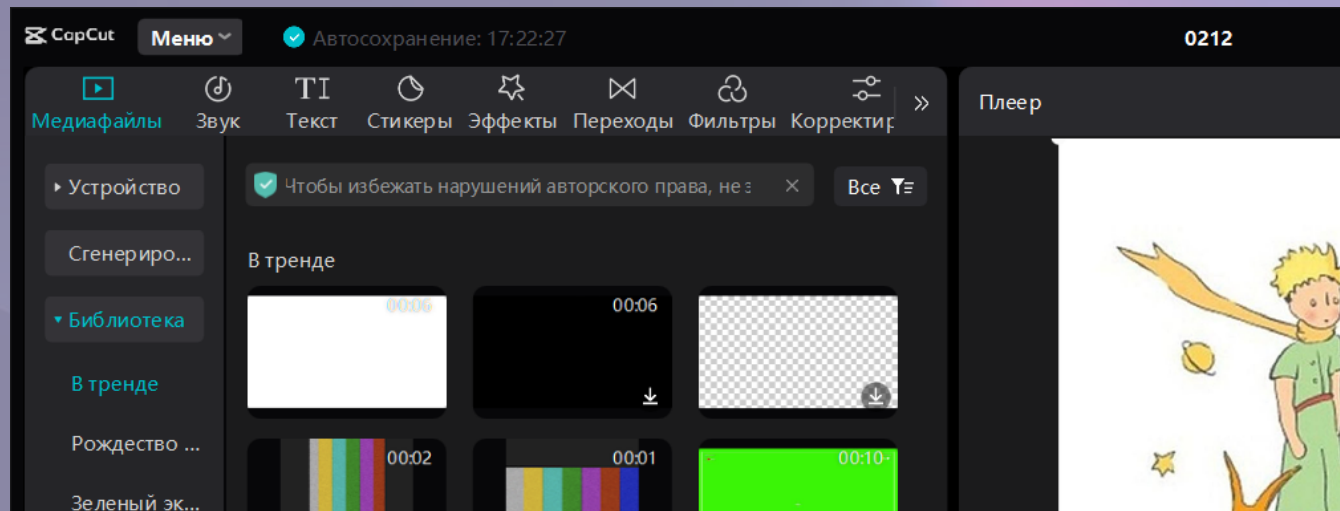 CapCut Меню Автосохранение: 17:22:27 0212
Медиафайлы Звук Текст Стикеры Эффекты Переходы Фильтры Корректир
Плеер
Устройство
Чтобы избежать нарушений авторского права, не з
Все
Сгенериро...
В тренде
Библиотека
00:06
00:06
В тренде
Рождество ...
00:02
00:01
00:10
Зеленый эк...